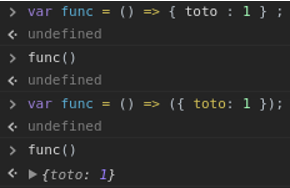 > var func = () => { toto : 1 } ;
< undefined
> func()
< undefined
> var func = () => ({ toto: 1 });
< undefined
> func()
< ▶ {toto: 1}